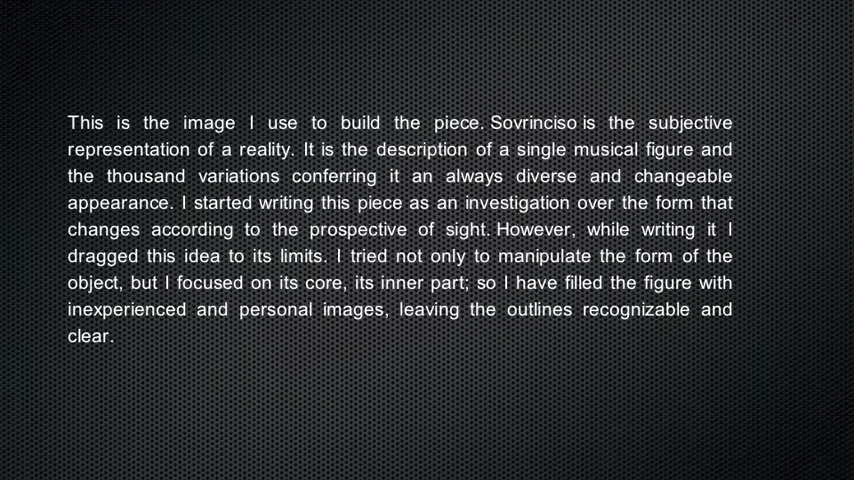 This is the image I use to build the piece. Sovrinciso is the subjective
representation of a reality. It is the description of a single musical figure and
the thousand variations conferring it an always diverse and changeable
appearance. I started writing this piece as an investigation over the form that
changes according to the prospective of sight. However, while writing it I
dragged this idea to its limits. I tried not only to manipulate the form of the
object, but I focused on its core, its inner part; so I have filled the figure with
inexperienced and personal images, leaving the outlines recognizable and
clear.